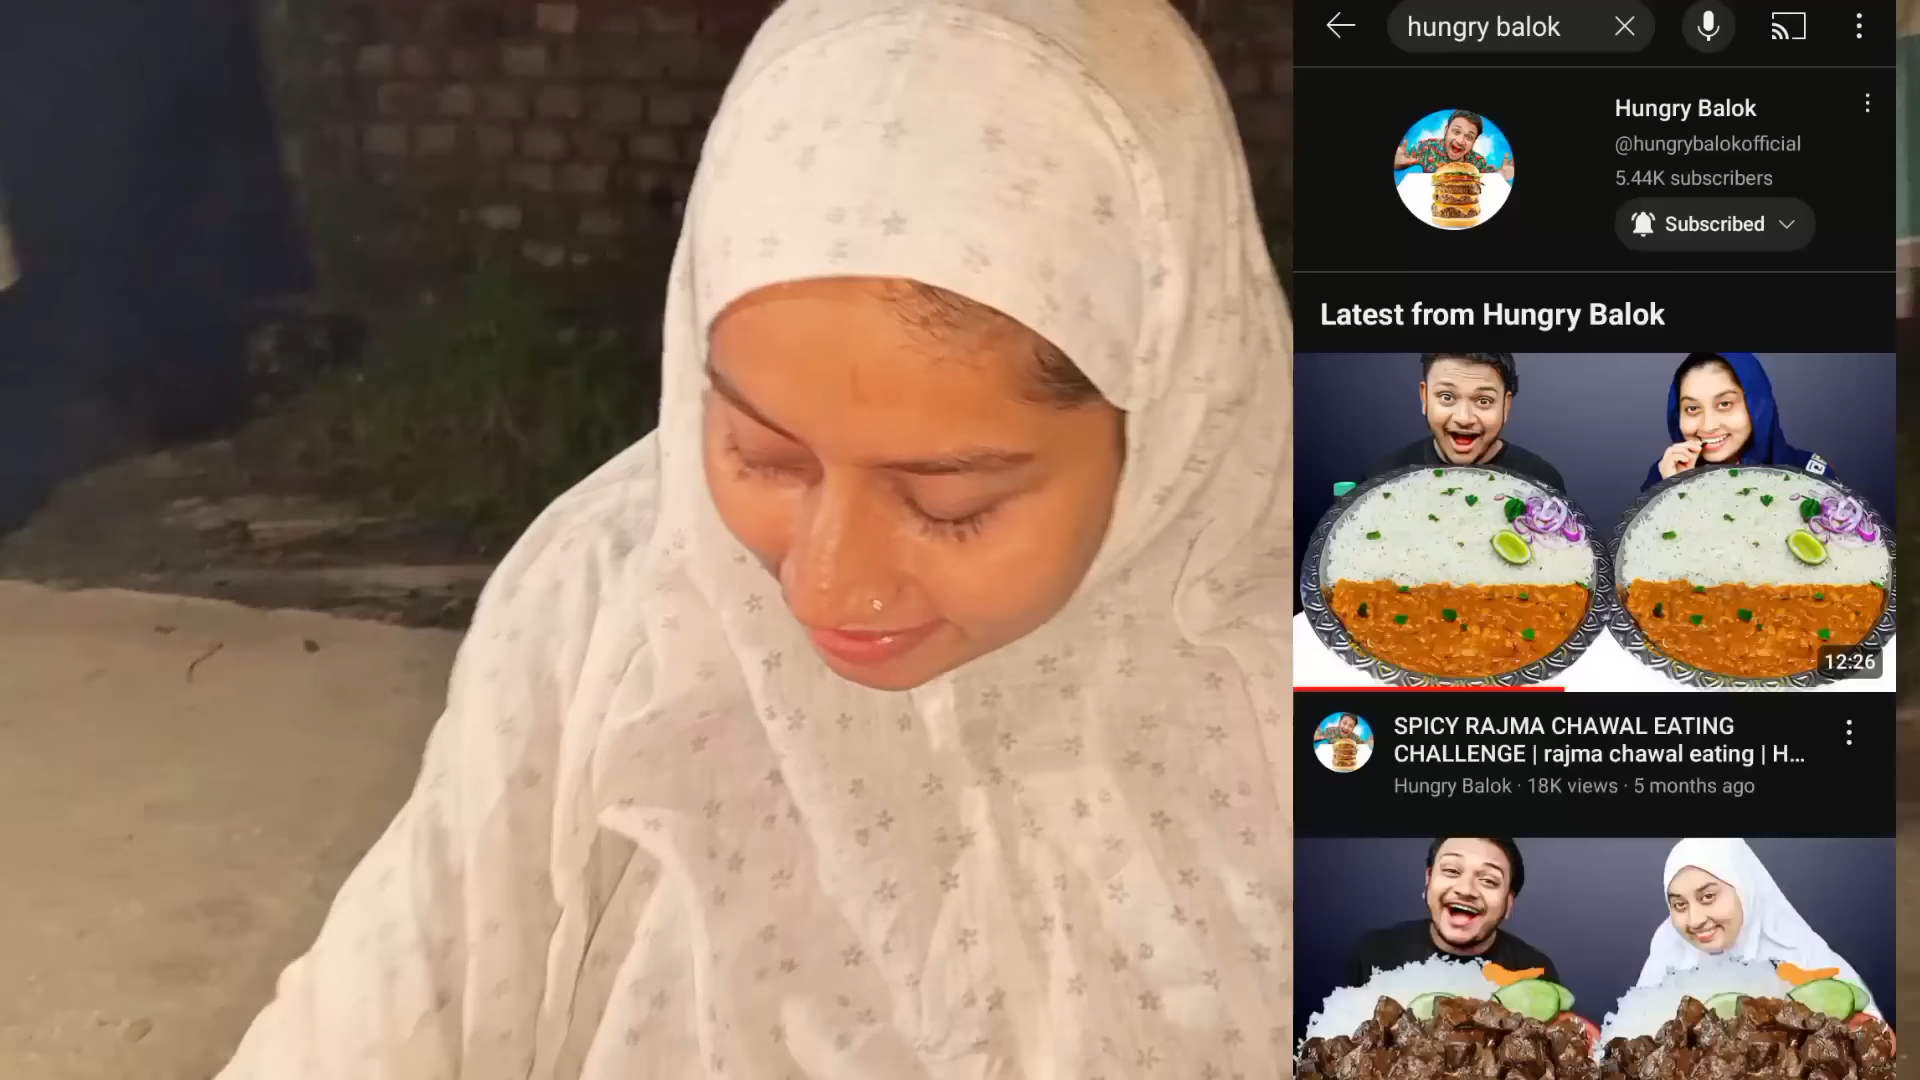 hungry balok
Hungry Balok
@hungrybalokofficial
5.44K subscribers
Subscribed
Latest from Hungry Balok
12:26
SPICY RAJMA CHAWAL EATING
CHALLENGE | rajma chawal eating | H...
Hungry Balok · 18K views · 5 months ago